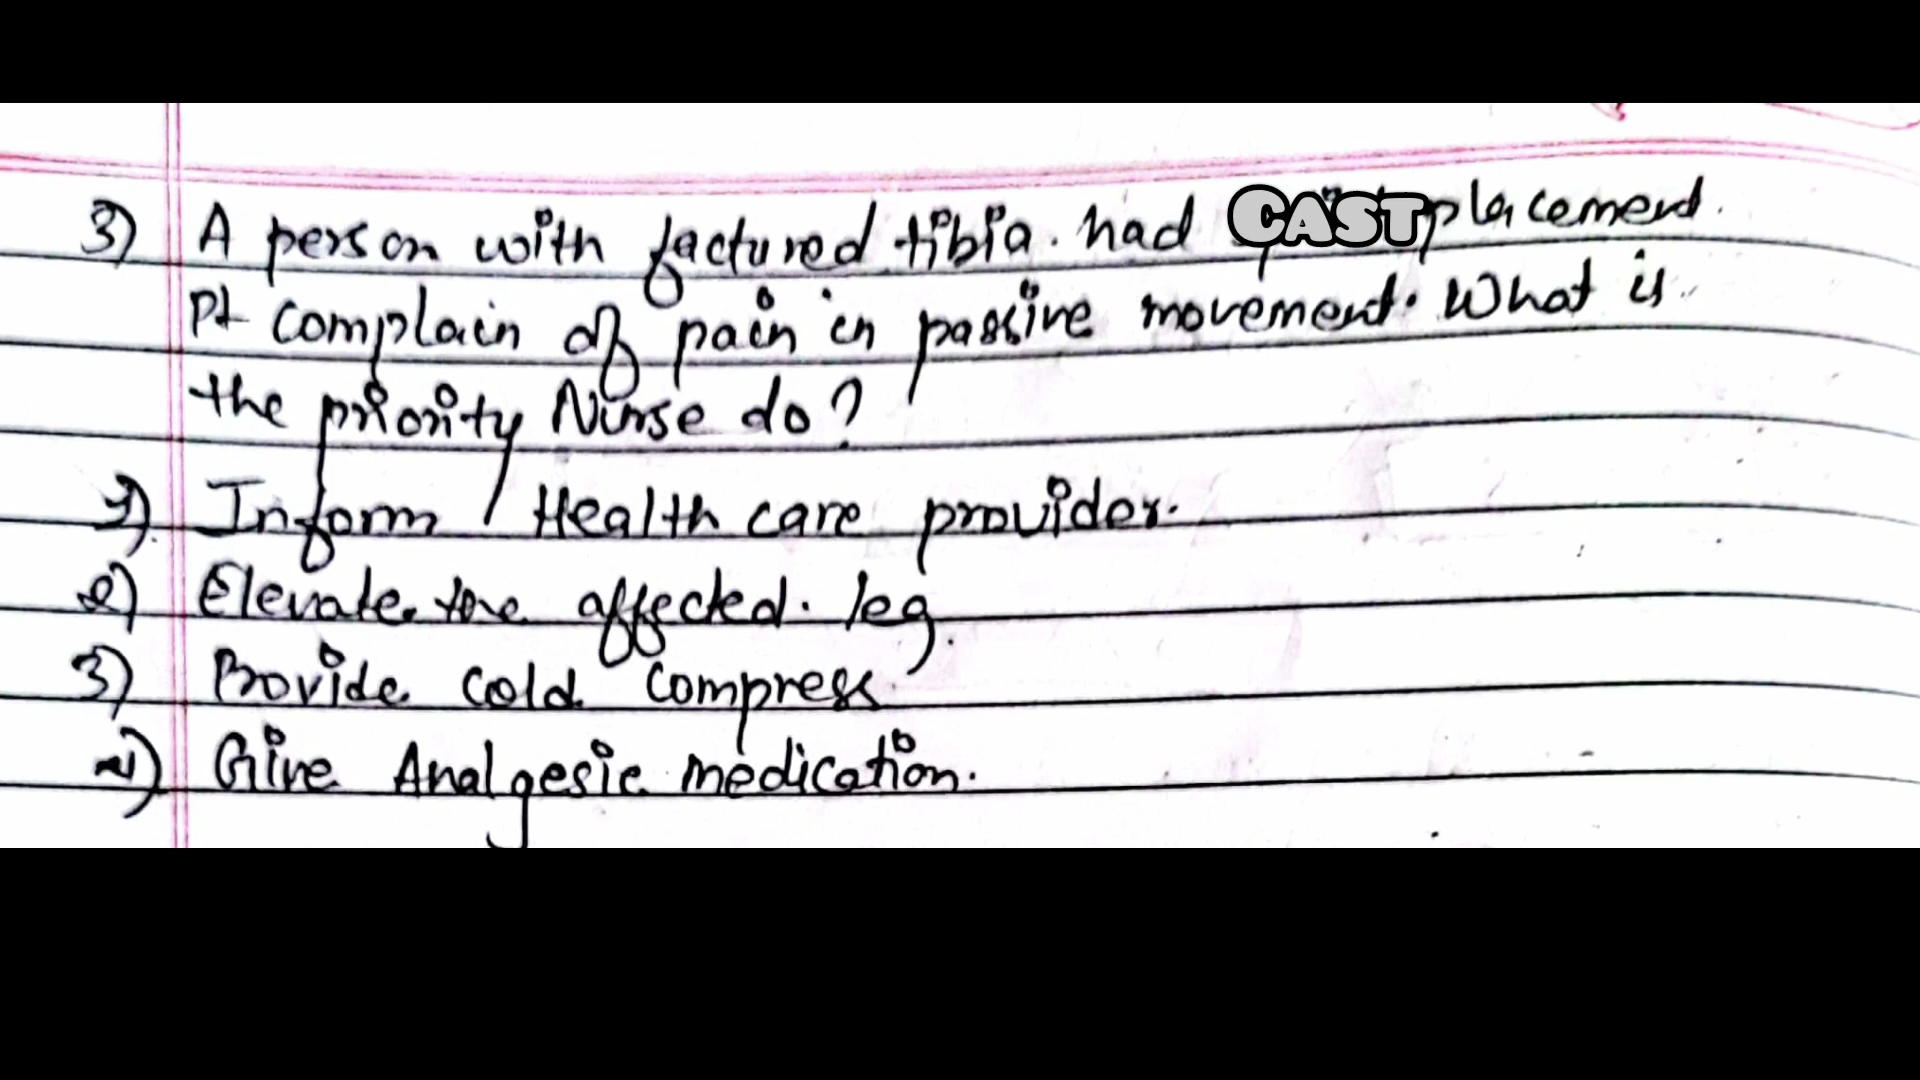 3) A person with factured tibia. had CAST placement.
Pt complain of pain in passive movement. What is
the priority Nurse do?
1) Inform Health care provider.
2) Elevate the affected. leg.
3) Provide cold compress
4) Give Analgesic medication.